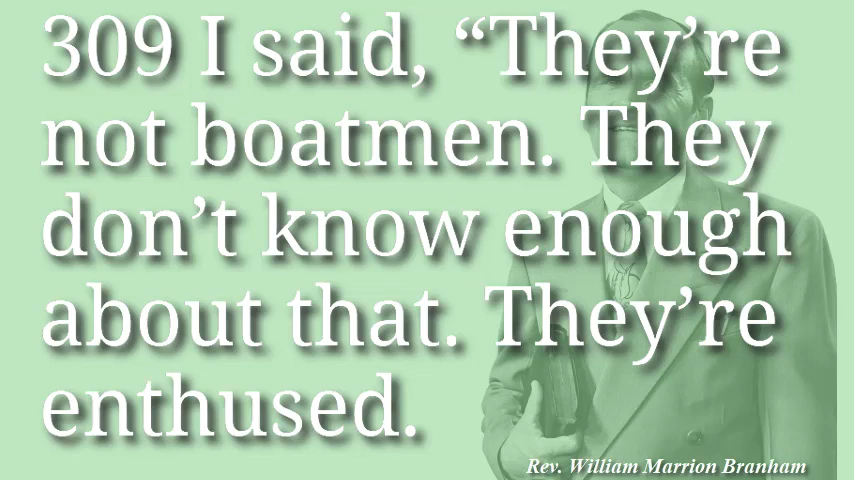 309 I said, “They’re
not boatmen. They
don’t know enough
about that. They’re
enthused.
Rev. William Marrion Branham